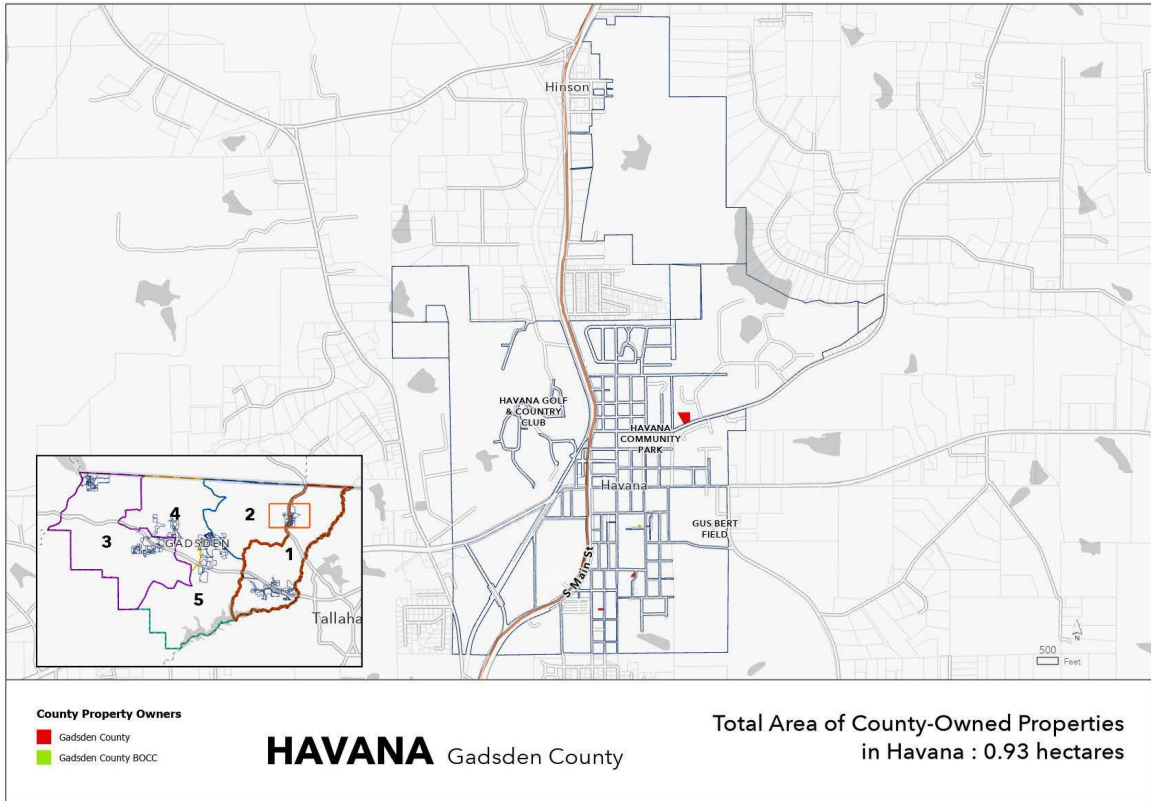 Hinson
HAVANA GOLF
& COUNTRY
CLUB
HAVANA
COMMUNITY
PARK
Havana
GUS BERT
FIELD
S Main St
2
4
GADSDEN
3
1
5
Tallaha
N
500
Feet
County Property Owners
Gadsden County
Gadsden County BOCC
HAVANA Gadsden County
Total Area of County-Owned Properties
in Havana : 0.93 hectares